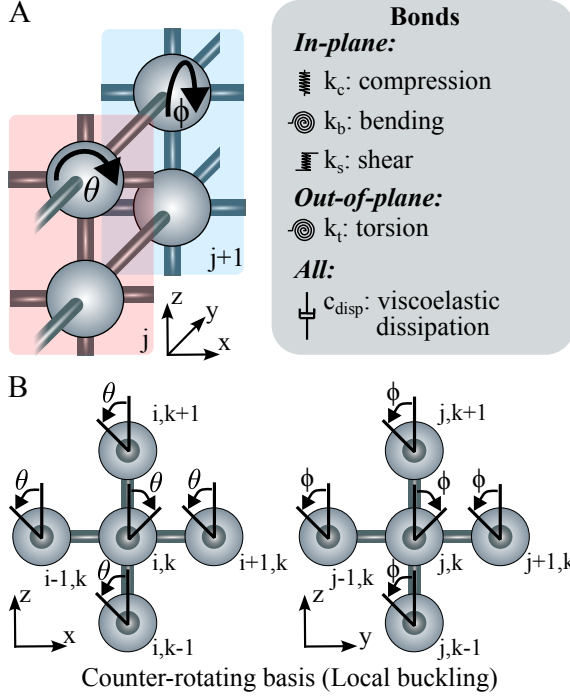 A
ϕ
θ
j+1
j
z
y
x
Bonds
In-plane:
k_c: compression
k_b: bending
k_s: shear
Out-of-plane:
k_t: torsion
All:
c_disp: viscoelastic
dissipation
B
θ
i,k+1
θ
θ
θ
i-1,k
θ
i,k
i+1,k
i,k-1
z
x
ϕ
j,k+1
ϕ
ϕ
ϕ
j-1,k
ϕ
j,k
j+1,k
j,k-1
z
y
Counter-rotating basis (Local buckling)